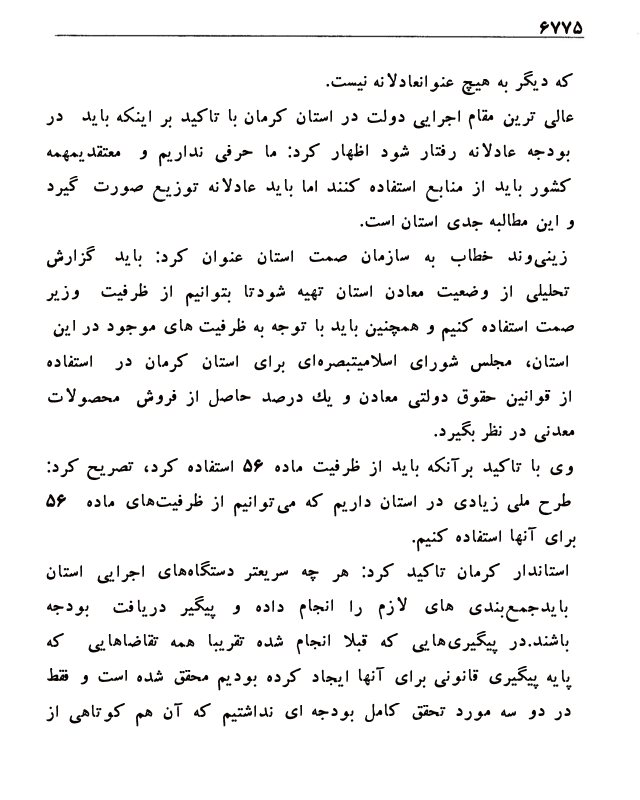 ۶۷۷۵
که دیگر به هیچ عنوانعادلانه نیست.
عالی ترین مقام اجرایی دولت در استان کرمان با تاکید بر اینکه باید در
بودجه عادلانه رفتار شود اظهار کرد: ما حرفی نداریم و معتقدیمهمه
کشور باید از منابع استفاده کنند اما باید عادلانه توزیع صورت گیرد
و این مطالبه جدی استان است.
زینی‌وند خطاب به سازمان صمت استان عنوان کرد: باید گزارش
تحلیلی از وضعیت معادن استان تهیه شودتا بتوانیم از ظرفیت وزیر
صمت استفاده کنیم و همچنین باید با توجه به ظرفیت های موجود در این
استان، مجلس شورای اسلامیتبصره‌ای برای استان کرمان در استفاده
از قوانین حقوق دولتی معادن و یك درصد حاصل از فروش محصولات
معدنی در نظر بگیرد.
وی با تاکید برآنکه باید از ظرفیت ماده ۵۶ استفاده کرد، تصریح کرد:
طرح ملی زیادی در استان داریم که می‌توانیم از ظرفیت‌های ماده ۵۶
برای آنها استفاده کنیم.
استاندار کرمان تاکید کرد: هر چه سریعتر دستگاه‌های اجرایی استان
بایدجمع‌بندی های لازم را انجام داده و پیگیر دریافت بودجه
باشند.در پیگیری‌هایی که قبلا انجام شده تقریبا همه تقاضاهایی که
پایه پیگیری قانونی برای آنها ایجاد کرده بودیم محقق شده است و فقط
در دو سه مورد تحقق کامل بودجه ای نداشتیم که آن هم کوتاهی از